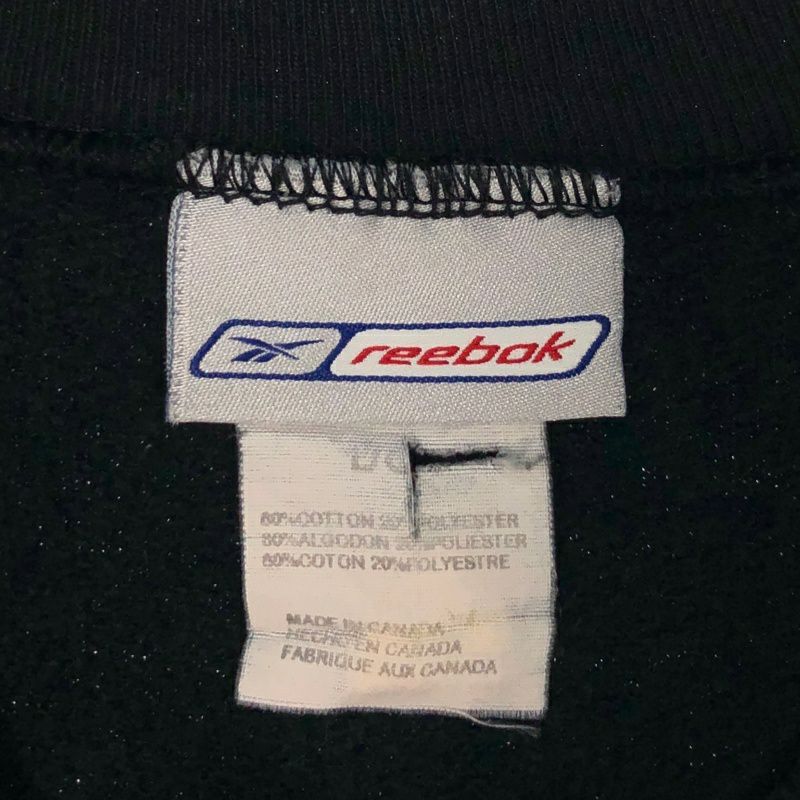 reebok
80%COTTON 20%POLYESTER
80%ALGODON 20%POLIESTER
80%COTON 20%POLYESTRE
MADE IN CANADA
HECHO EN CANADA
FABRIQUE AUX CANADA